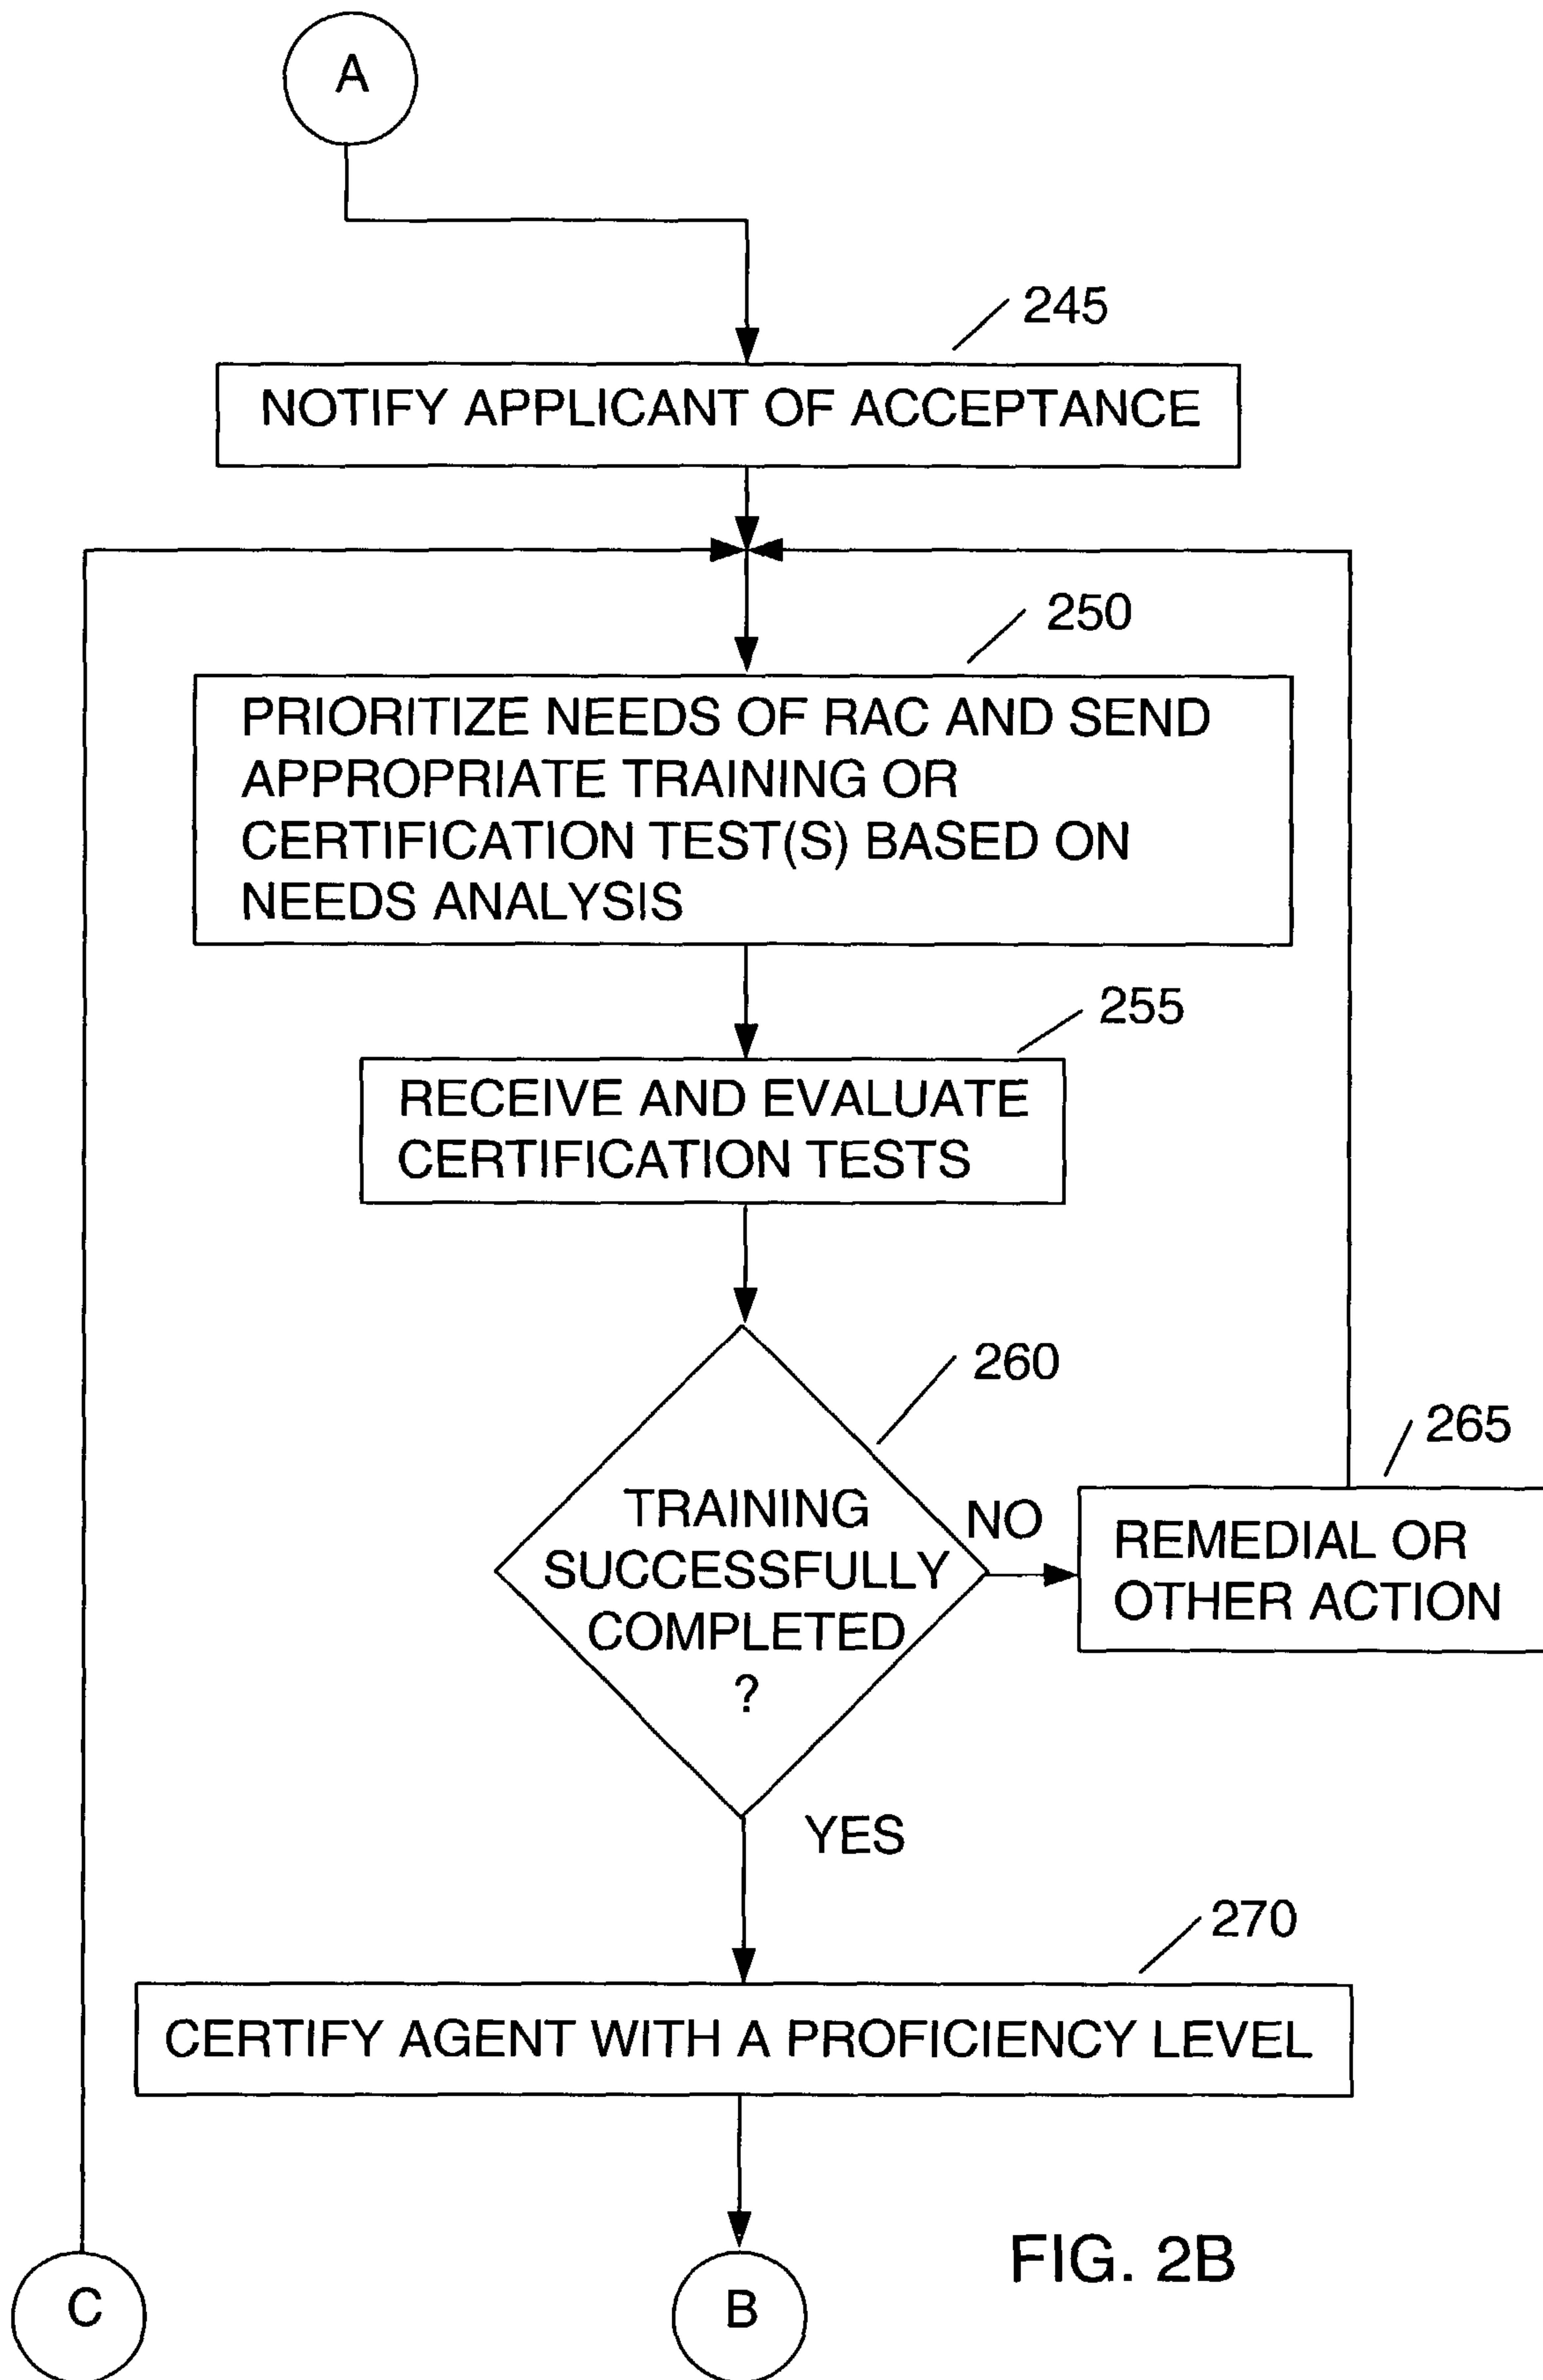 A
245
NOTIFY APPLICANT OF ACCEPTANCE
250
PRIORITIZE NEEDS OF RAC AND SEND
APPROPRIATE TRAINING OR
CERTIFICATION TEST(S) BASED ON
NEEDS ANALYSIS
255
RECEIVE AND EVALUATE
CERTIFICATION TESTS
260
TRAINING
SUCCESSFULLY
COMPLETED
?
NO
265
REMEDIAL OR
OTHER ACTION
YES
270
CERTIFY AGENT WITH A PROFICIENCY LEVEL
C
B
FIG. 2B